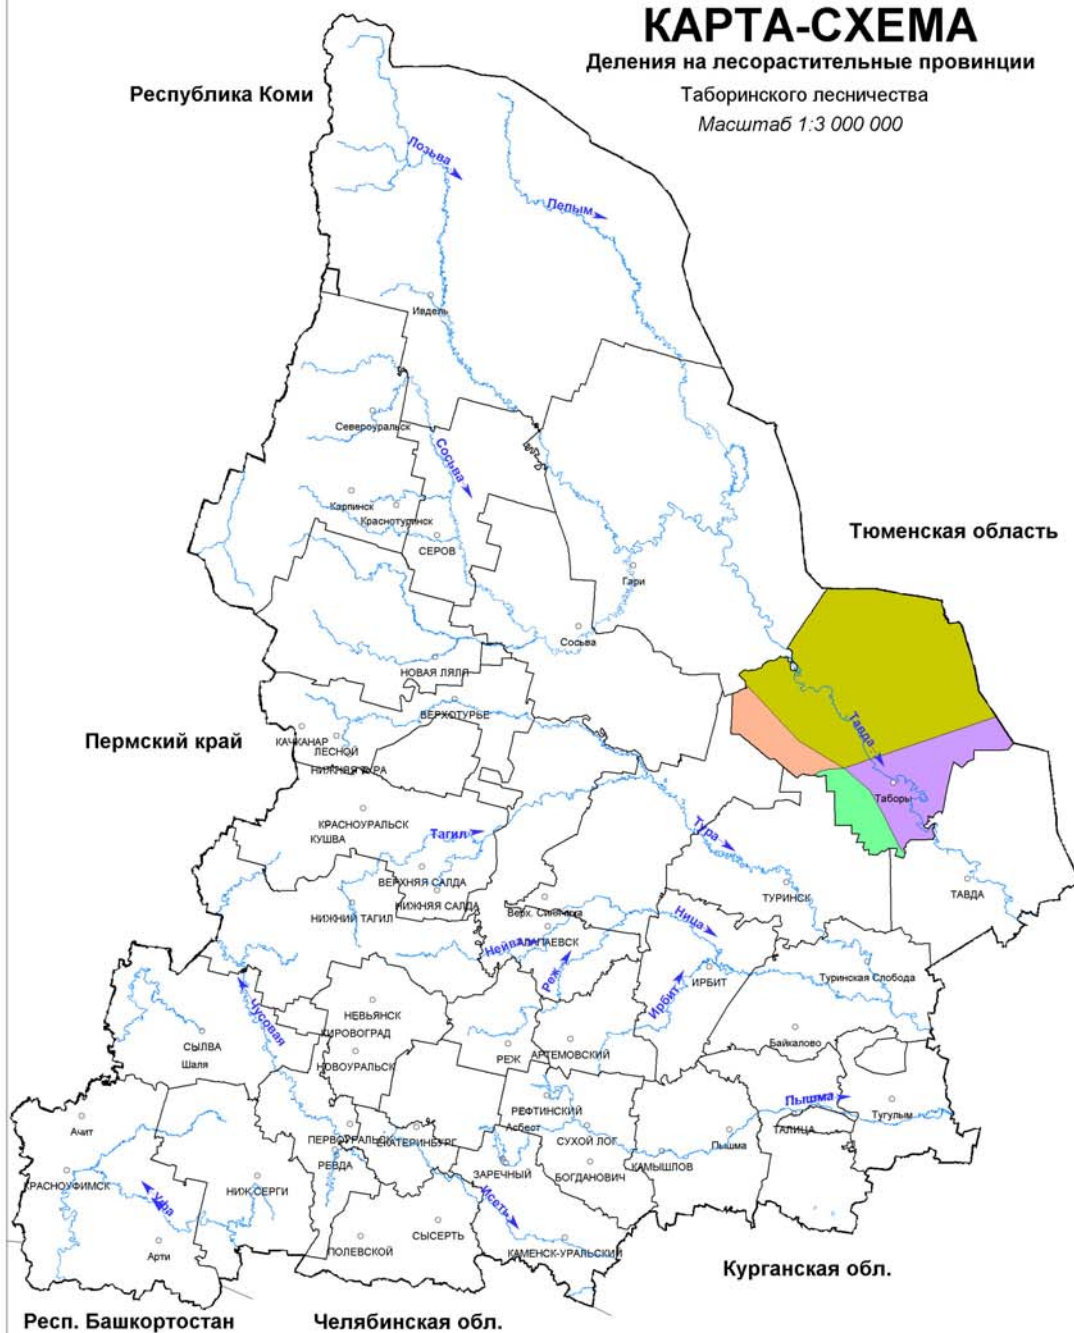 КАРТА-СХЕМА
Деления на лесорастительные провинции
Таборинского лесничества
Масштаб 1:3 000 000
Республика Коми
Лозьва
Пелым
Ивдель
Североуральск
Сосьва
Карпинск
Краснотуринск
СЕРОВ
Тюменская область
Гари
Сосьва
НОВАЯ ЛЯЛЯ
ВЕРХОТУРЬЕ
Пермский край
КАЧКАНАР
ЛЕСНОЙ
НИЖНЯЯ ТУРА
Тавда
Таборы
КРАСНОУРАЛЬСК
КУШВА
Тагил
Тура
ВЕРХНЯЯ САЛДА
НИЖНЯЯ САЛДА
ТУРИНСК
ТАВДА
НИЖНИЙ ТАГИЛ
Верх. Синячиха
Ница
Нейва
АЛАПАЕВСК
Реж
Ирбит
ИРБИТ
Туринская Слобода
Чусовая
НЕВЬЯНСК
КИРОВОГРАД
НОВОУРАЛЬСК
СЫЛВА
Шаля
РЕЖ
АРТЕМОВСКИЙ
Байкалово
Пышма
Тугулым
Ачит
РЕФТИНСКИЙ
Асбест
СУХОЙ ЛОГ
Пышма
ТАЛИЦА
ПЕРВОУРАЛЬСК
ЕКАТЕРИНБУРГ
РЕВДА
ЗАРЕЧНЫЙ
БОГДАНОВИЧ
КАМЫШЛОВ
КРАСНОУФИМСК
Уфа
НИЖ.СЕРГИ
Исеть
Арти
ПОЛЕВСКОЙ
СЫСЕРТЬ
КАМЕНСК-УРАЛЬСКИЙ
Курганская обл.
Респ. Башкортостан
Челябинская обл.